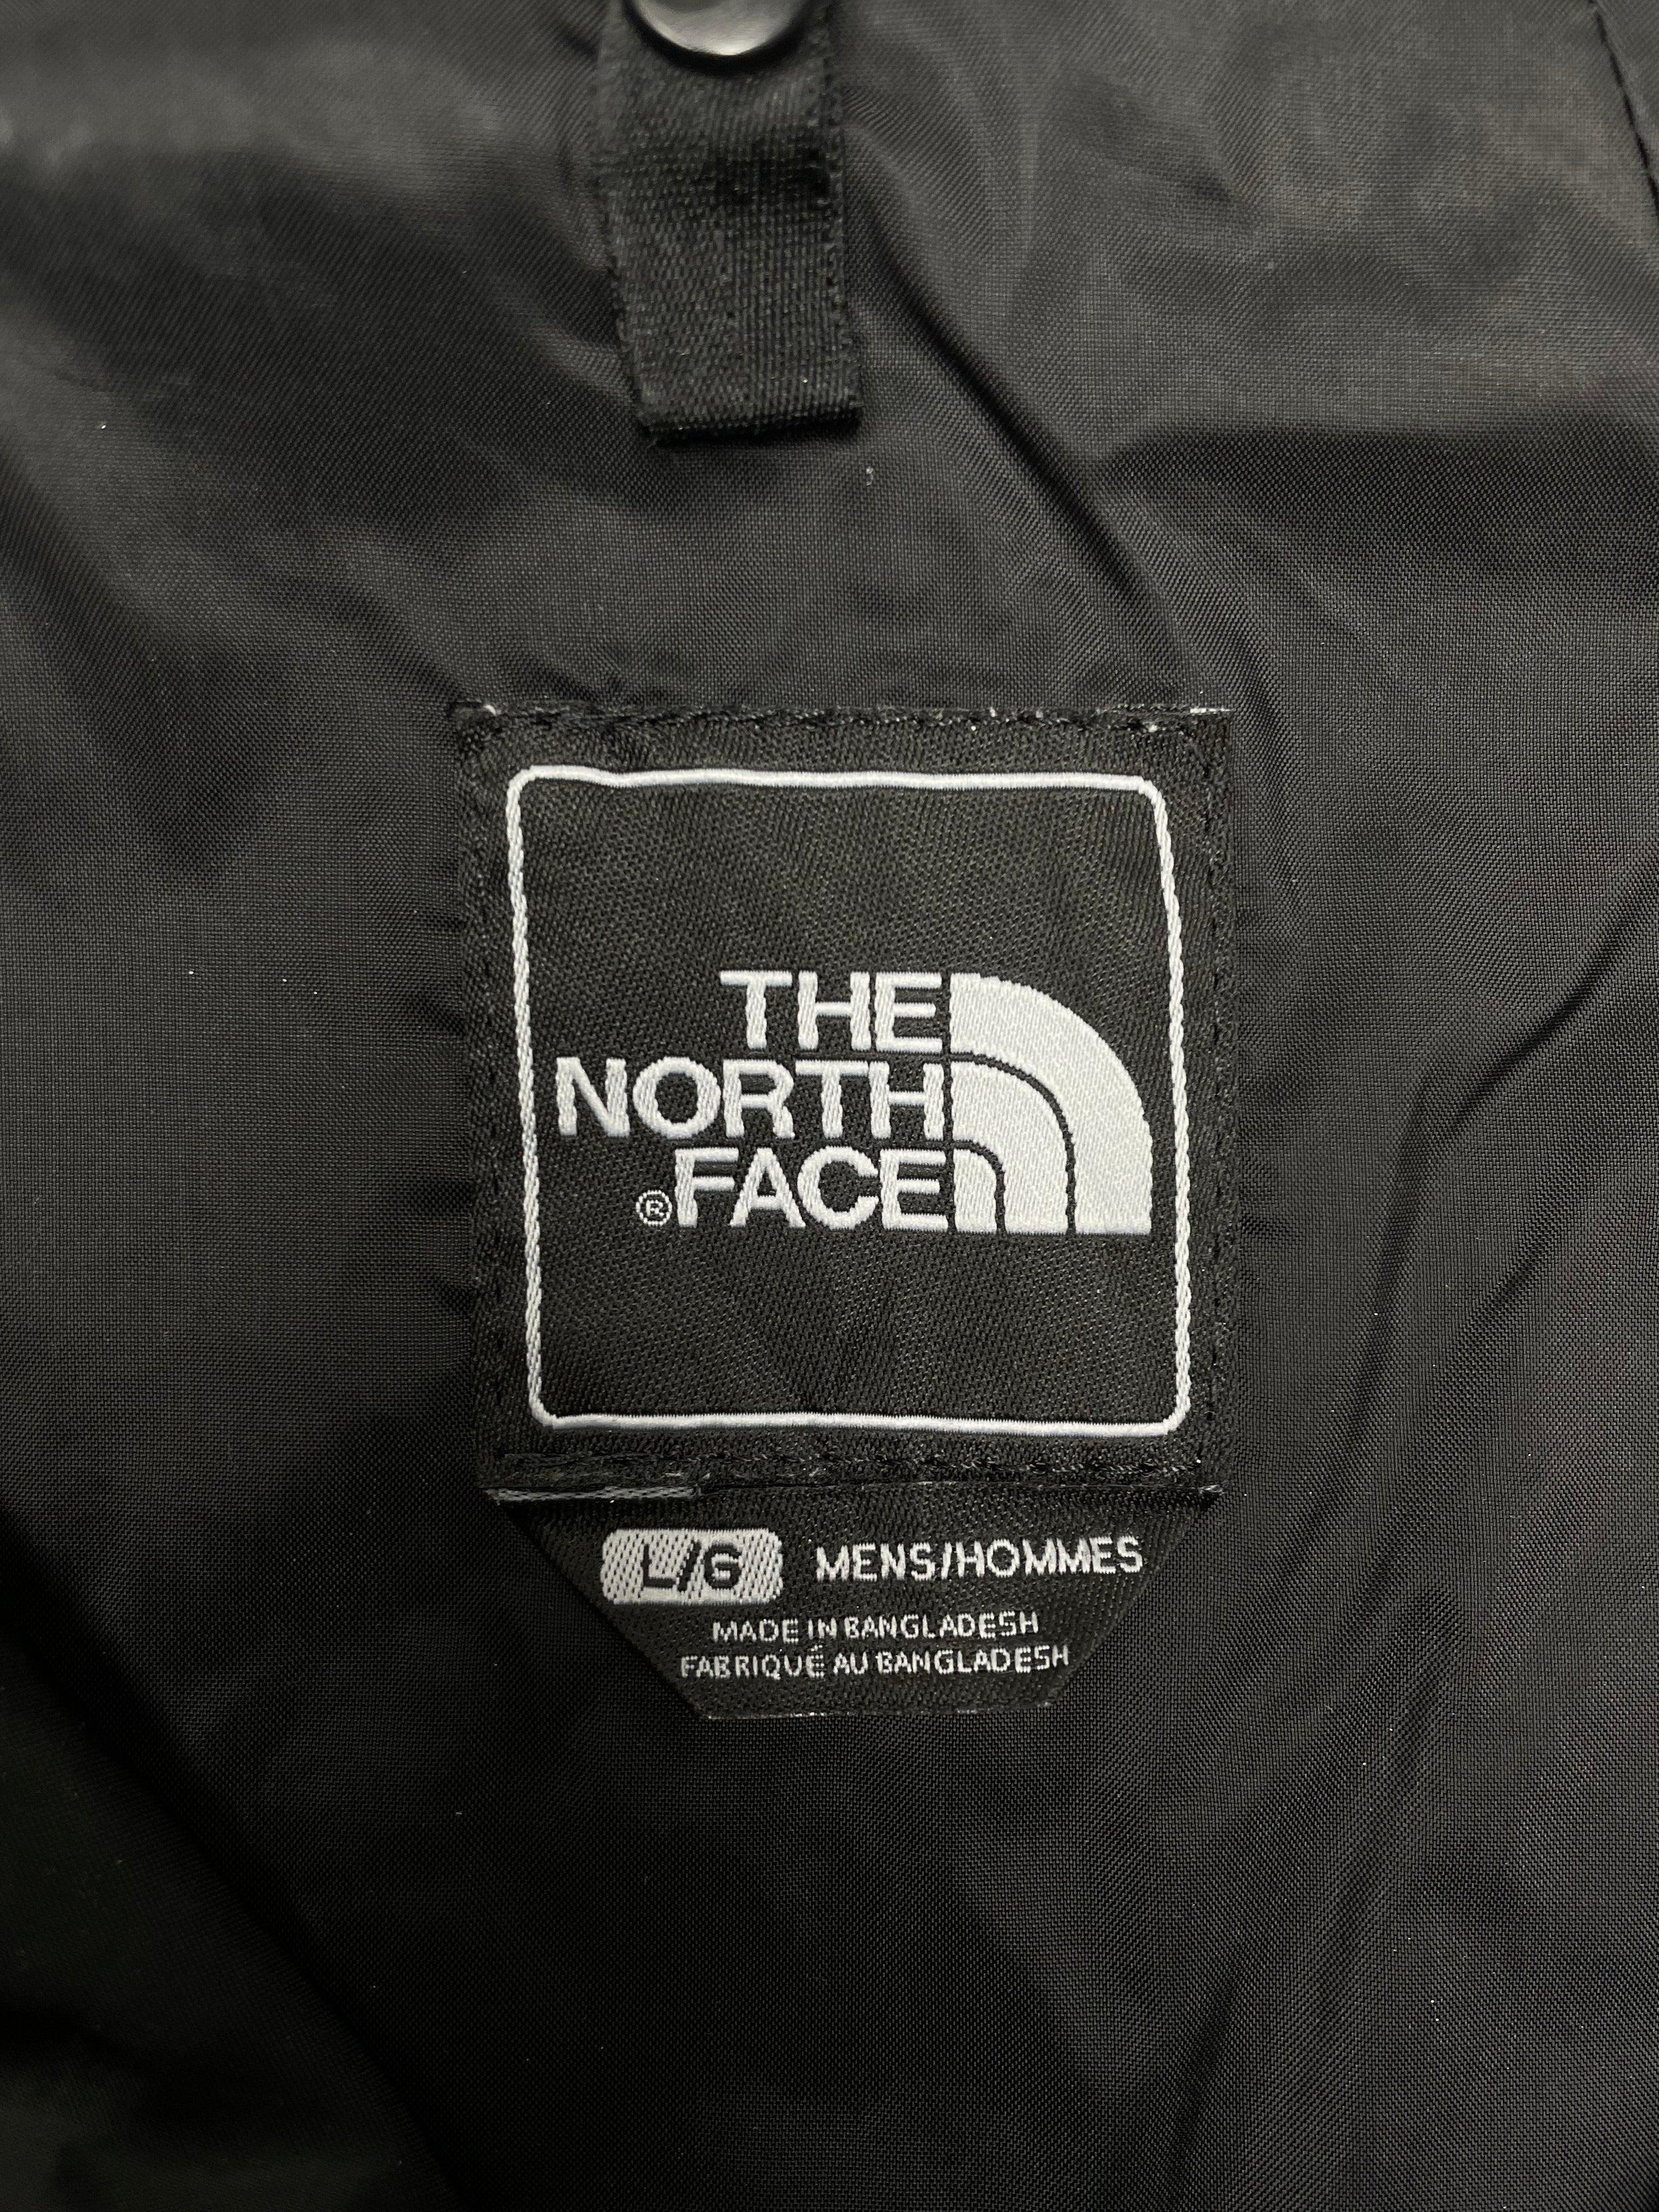 THE
NORTH
®FACE
L/G MENS/HOMMES
MADE IN BANGLADESH
FABRIQUÉ AU BANGLADESH